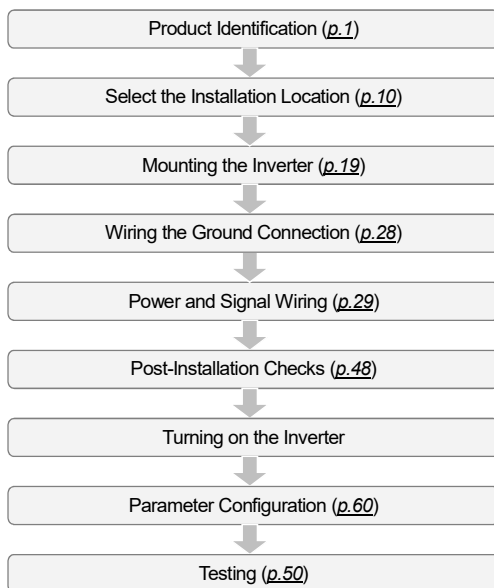 Product Identification (p.1)
Select the Installation Location (p.10)
Mounting the Inverter (p.19)
Wiring the Ground Connection (p.28)
Power and Signal Wiring (p.29)
Post-Installation Checks (p.48)
Turning on the Inverter
Parameter Configuration (p.60)
Testing (p.50)